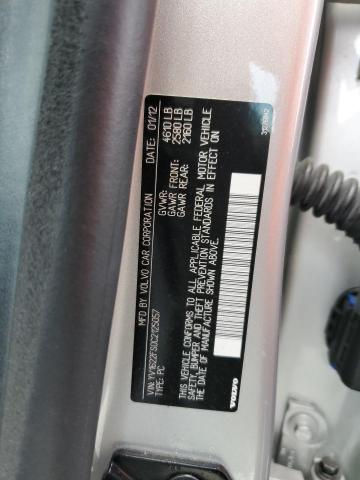 MFD BY VOLVO CAR CORPORATION DATE: 01/12
GVWR: 4610 LB
GAWR FRONT: 2580 LB
GAWR REAR: 2160 LB
VIN: YV1622FS0C2125057
TYPE: PC
THIS VEHICLE CONFORMS TO ALL APPLICABLE FEDERAL MOTOR VEHICLE
SAFETY, BUMPER AND THEFT PREVENTION STANDARDS IN EFFECT ON
THE DATE OF MANUFACTURE SHOWN ABOVE.
VOLVO